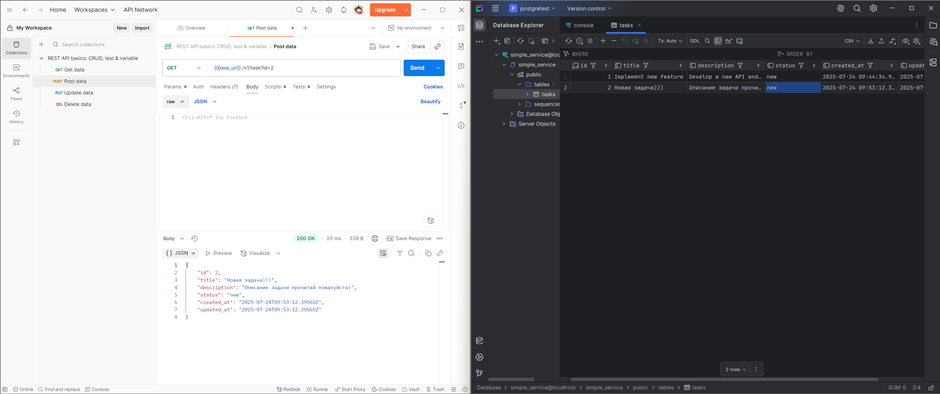 Home Workspaces API Network Upgrade
My Workspace New Import
Overview POST Post data No environment
Collections
Environments
Flows
History
Search collections
REST API basics: CRUD, test & variable
GET Get data
POST Post data
PUT Update data
DEL Delete data
REST API basics: CRUD, test & variable / Post data Save Share
GET {{base_url}} /v1/task?id=2 Send
Params Auth Headers (7) Body Scripts Tests Settings Cookies
raw JSON Beautify
1 Ctrl+Alt+P for Postbot
Body 200 OK 20 ms 338 B Save Response
{} JSON Preview Visualize
1 {
2 "id": 2,
3 "title": "Новая задача)))",
4 "description": "Описание задачи прочитай пожалуйста)",
5 "status": "new",
6 "created_at": "2025-07-24T09:53:12.39565Z",
7 "updated_at": "2025-07-24T09:53:12.39565Z"
8 }
Online Find and replace Console Postbot Runner Start Proxy Cookies Vault Trash
P postgretest Version control
Database Explorer console tasks
Tx: Auto DDL CSV
simple_service@localhost
simple_service
public
tables
tasks
sequences
Database Obj
Server Objects
WHERE ORDER BY
id title description status created_at updat
1 1 Implement new feature Develop a new API end… new 2025-07-24 09:44:34.9… 2025-07-
2 2 Новая задача))) Описание задачи прочи… new 2025-07-24 09:53:12.3… 2025-07-
2 rows
Database simple_service@localhost simple_service public tables tasks SUM: 0 2:4